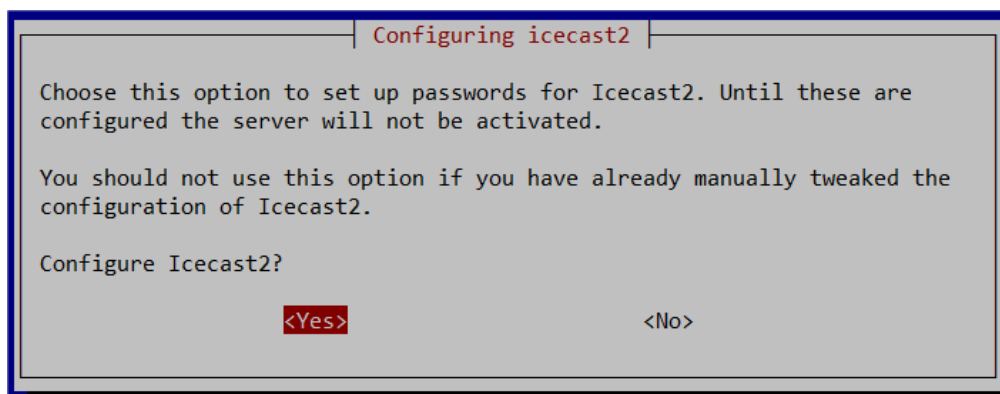 Configuring icecast2
Choose this option to set up passwords for Icecast2. Until these are
configured the server will not be activated.
You should not use this option if you have already manually tweaked the
configuration of Icecast2.
Configure Icecast2?
<Yes> <No>